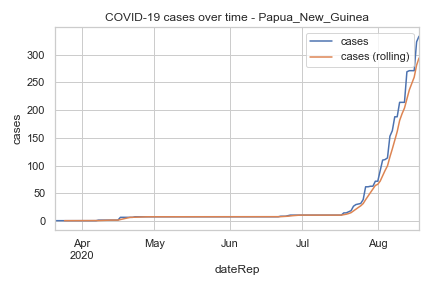 COVID-19 cases over time - Papua_New_Guinea
cases
cases (rolling)
cases
300
250
200
150
100
50
0
Apr
2020
May
Jun
Jul
Aug
dateRep